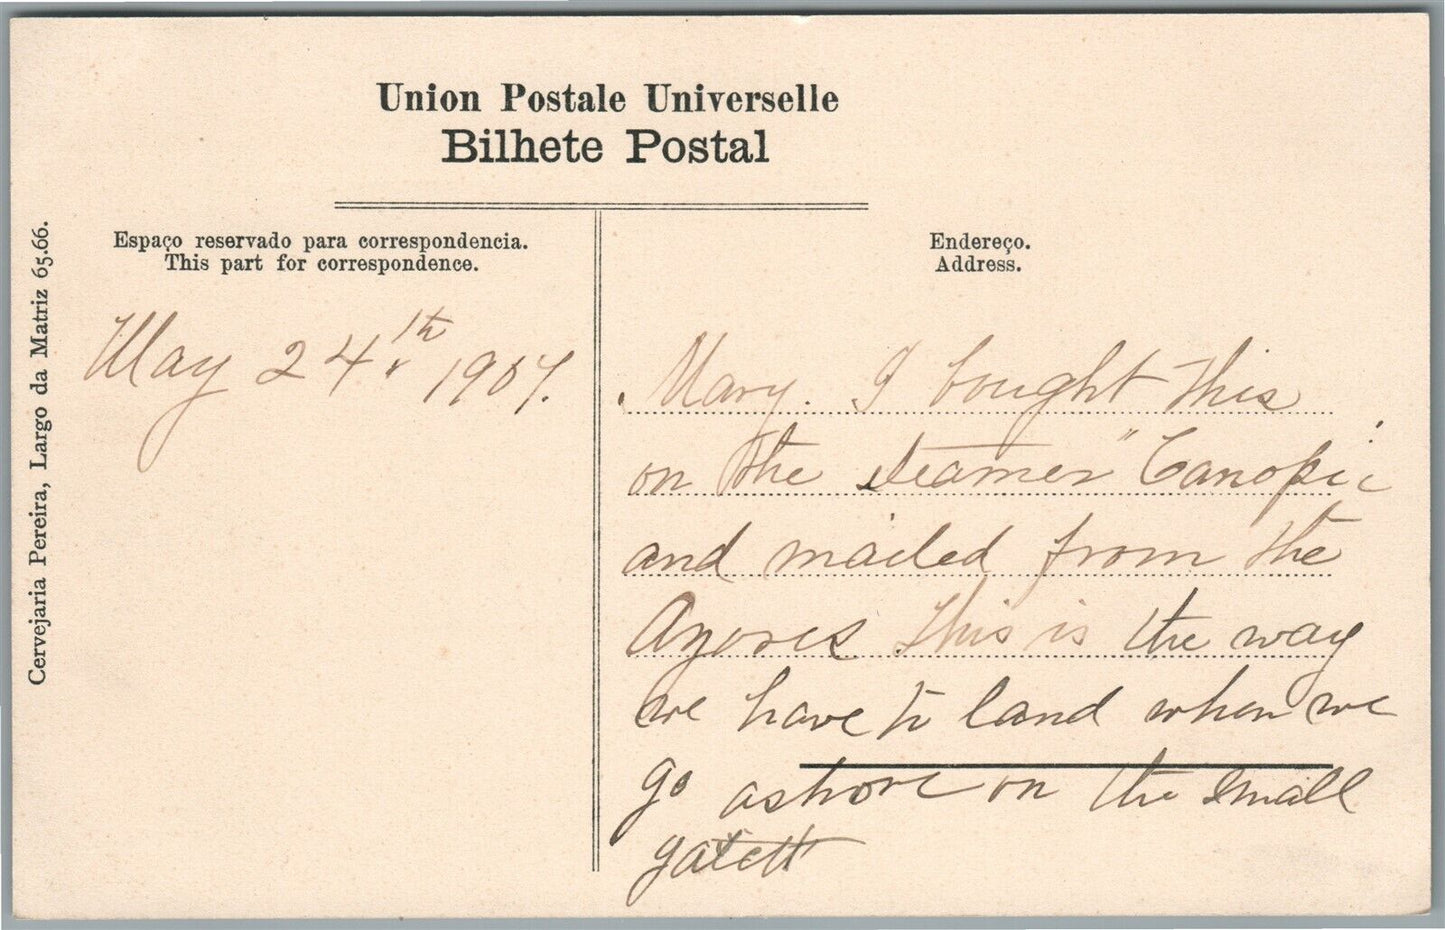 Union Postale Universelle
Bilhete Postal
Espaço reservado para correspondencia.
This part for correspondence.
Endereço.
Address.
Cervejaria Pereira, Largo da Matriz 65.66.
May 24th 1907.
Mary. I bought this
on the steamer "Canopic
and mailed from the
Azores This is the way
we have to land when we
go ashore on the small